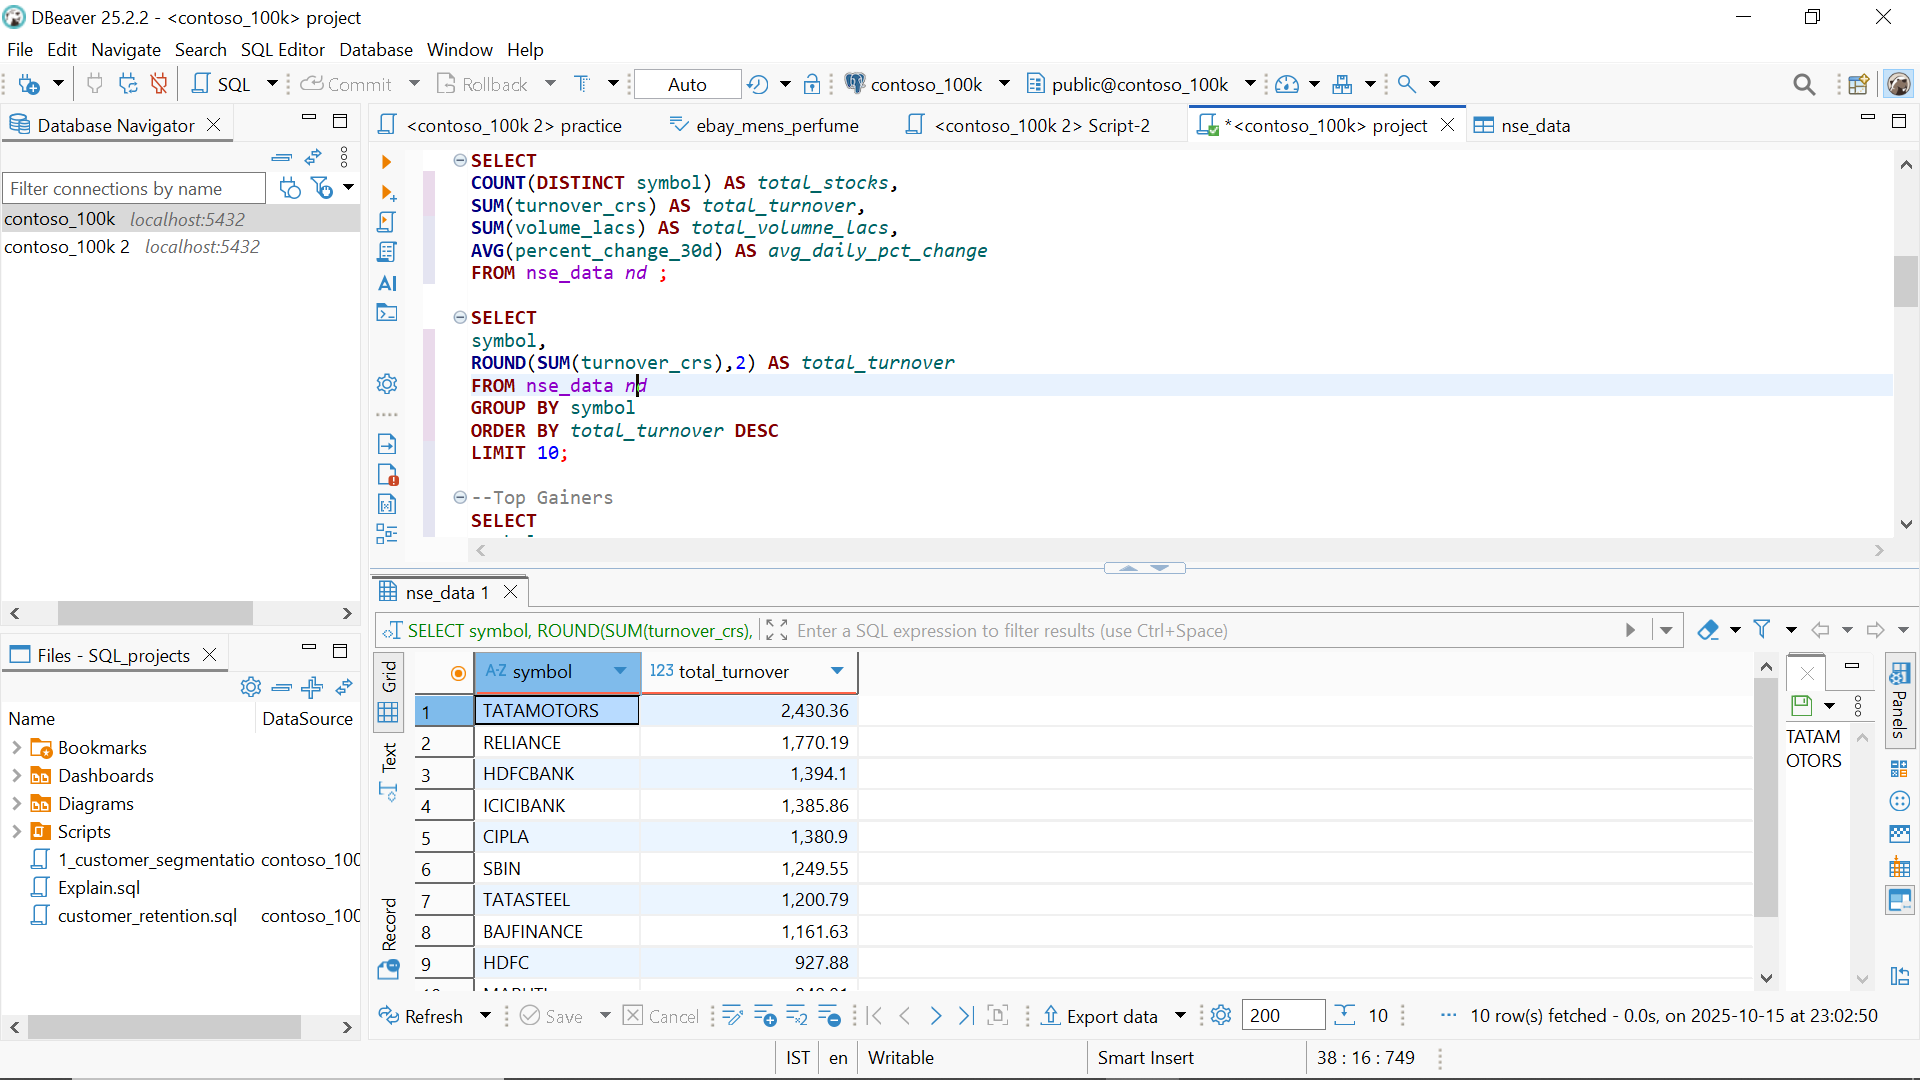 DBeaver 25.2.2 - <contoso_100k> project
File Edit Navigate Search SQL Editor Database Window Help
SQL Commit Rollback T Auto contoso_100k public@contoso_100k
Database Navigator
Filter connections by name
contoso_100k localhost:5432
contoso_100k 2 localhost:5432
<contoso_100k 2> practice ebay_mens_perfume <contoso_100k 2> Script-2 *<contoso_100k> project nse_data
AI
SELECT
COUNT(DISTINCT symbol) AS total_stocks,
SUM(turnover_crs) AS total_turnover,
SUM(volume_lacs) AS total_volumne_lacs,
AVG(percent_change_30d) AS avg_daily_pct_change
FROM nse_data nd ;
SELECT
symbol,
ROUND(SUM(turnover_crs),2) AS total_turnover
FROM nse_data nd
GROUP BY symbol
ORDER BY total_turnover DESC
LIMIT 10;
--Top Gainers
SELECT
Files - SQL_projects
Name DataSource
Bookmarks
Dashboards
Diagrams
Scripts
1_customer_segmentatio contoso_100
Explain.sql
customer_retention.sql contoso_100
nse_data 1
SELECT symbol, ROUND(SUM(turnover_crs), Enter a SQL expression to filter results (use Ctrl+Space)
Grid
Text
Record
A-Z symbol 123 total_turnover
1 TATAMOTORS 2,430.36
2 RELIANCE 1,770.19
3 HDFCBANK 1,394.1
4 ICICIBANK 1,385.86
5 CIPLA 1,380.9
6 SBIN 1,249.55
7 TATASTEEL 1,200.79
8 BAJFINANCE 1,161.63
9 HDFC 927.88
TATAM
OTORS
Panels
Refresh Save Cancel Export data 200 10 10 row(s) fetched - 0.0s, on 2025-10-15 at 23:02:50
IST en Writable Smart Insert 38 : 16 : 749